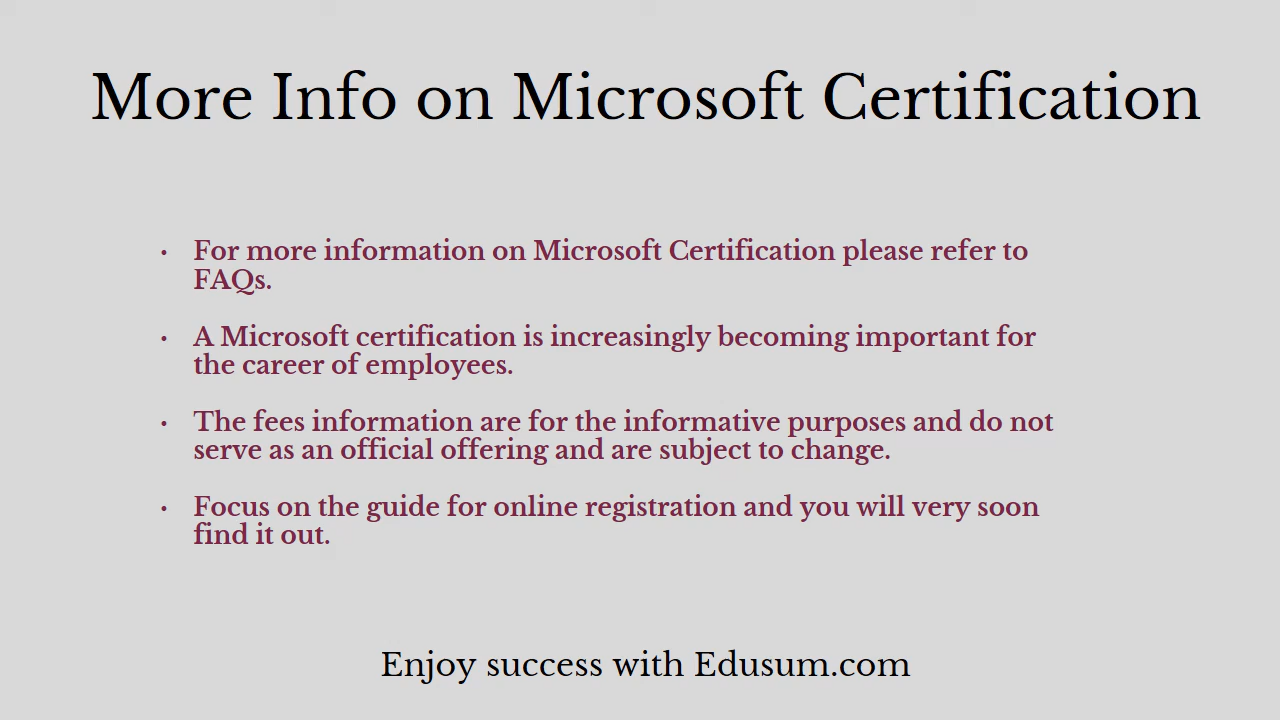 More Info on Microsoft Certification
• For more information on Microsoft Certification please refer to
FAQs.
• A Microsoft certification is increasingly becoming important for
the career of employees.
• The fees information are for the informative purposes and do not
serve as an official offering and are subject to change.
• Focus on the guide for online registration and you will very soon
find it out.
Enjoy success with Edusum.com